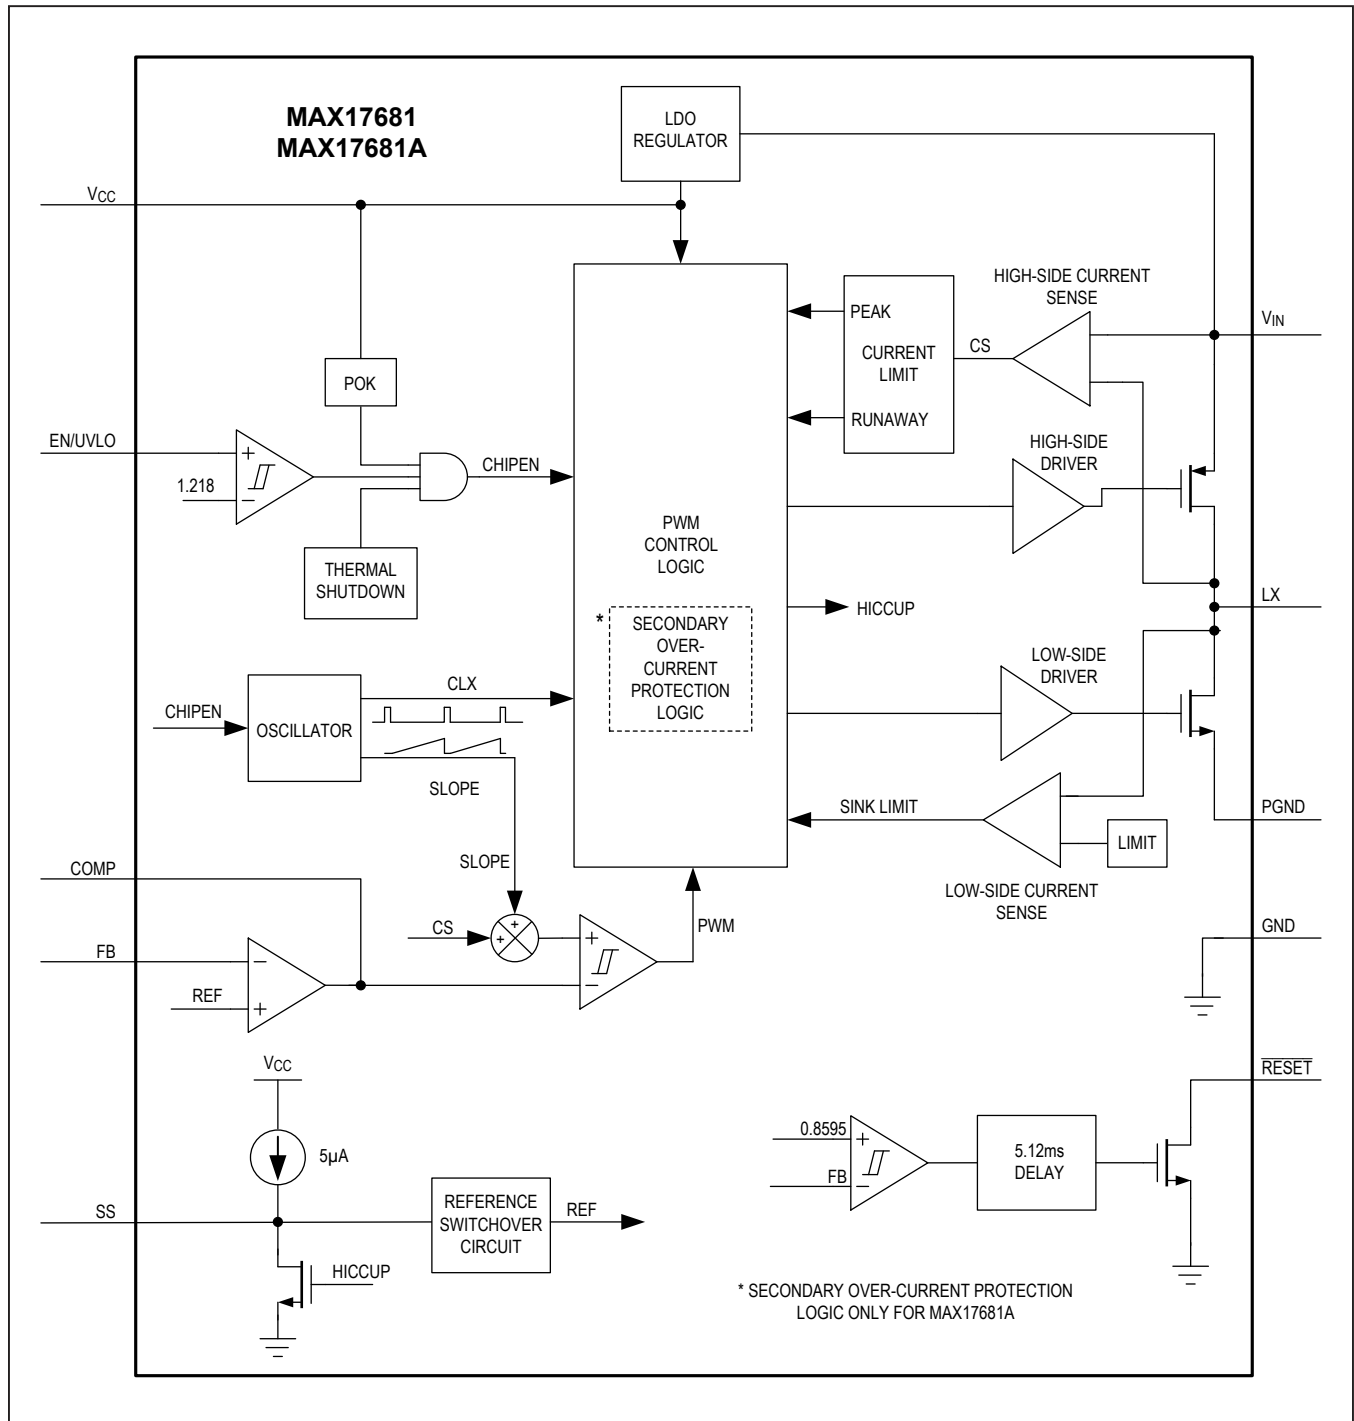 MAX17681
MAX17681A
LDO
REGULATOR
VCC
HIGH-SIDE CURRENT
SENSE
PEAK
VIN
CS
CURRENT
LIMIT
POK
RUNAWAY
EN/UVLO
+
HIGH-SIDE
DRIVER
CHIPEN
1.218
−
PWM
CONTROL
LOGIC
THERMAL
SHUTDOWN
LX
HICCUP
*
SECONDARY
OVER-
CURRENT
PROTECTION
LOGIC
LOW-SIDE
DRIVER
CLX
CHIPEN
OSCILLATOR
SLOPE
SINK LIMIT
PGND
LIMIT
SLOPE
COMP
LOW-SIDE CURRENT
SENSE
+
CS
+
+
PWM
GND
FB
−
−
REF
+
VCC
RESET
0.8595
+
5.12ms
DELAY
5µA
FB
−
SS
REFERENCE
SWITCHOVER
CIRCUIT
REF
HICCUP
* SECONDARY OVER-CURRENT PROTECTION
LOGIC ONLY FOR MAX17681A